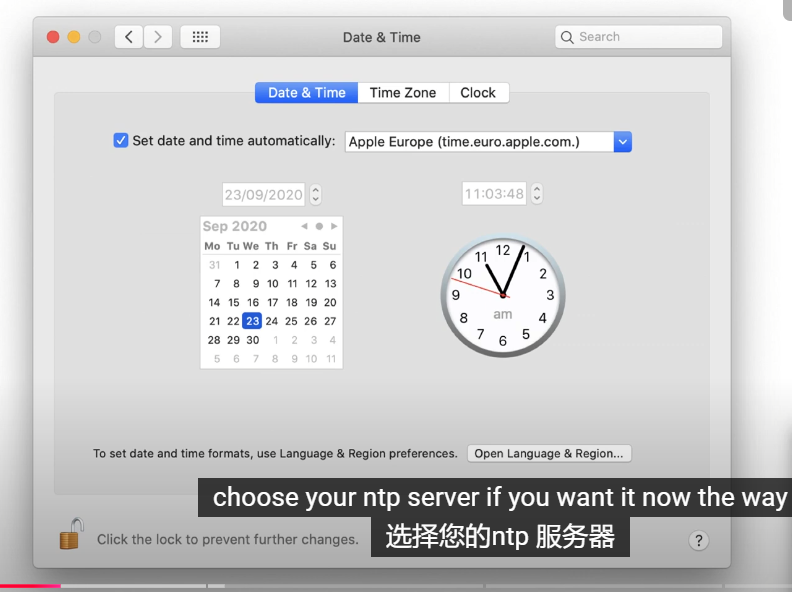 Date & Time
Search
Date & Time Time Zone Clock
Set date and time automatically: Apple Europe (time.euro.apple.com.)
23/09/2020 11:03:48
Sep 2020
Mo Tu We Th Fr Sa Su
31 1 2 3 4 5 6
7 8 9 10 11 12 13
14 15 16 17 18 19 20
21 22 23 24 25 26 27
28 29 30 1 2 3 4
5 6 7 8 9 10 11
12 1 2 3 4 5 6 7 8 9 10 11
am
To set date and time formats, use Language & Region preferences. Open Language & Region...
choose your ntp server if you want it now the way
选择您的ntp 服务器
Click the lock to prevent further changes. ?